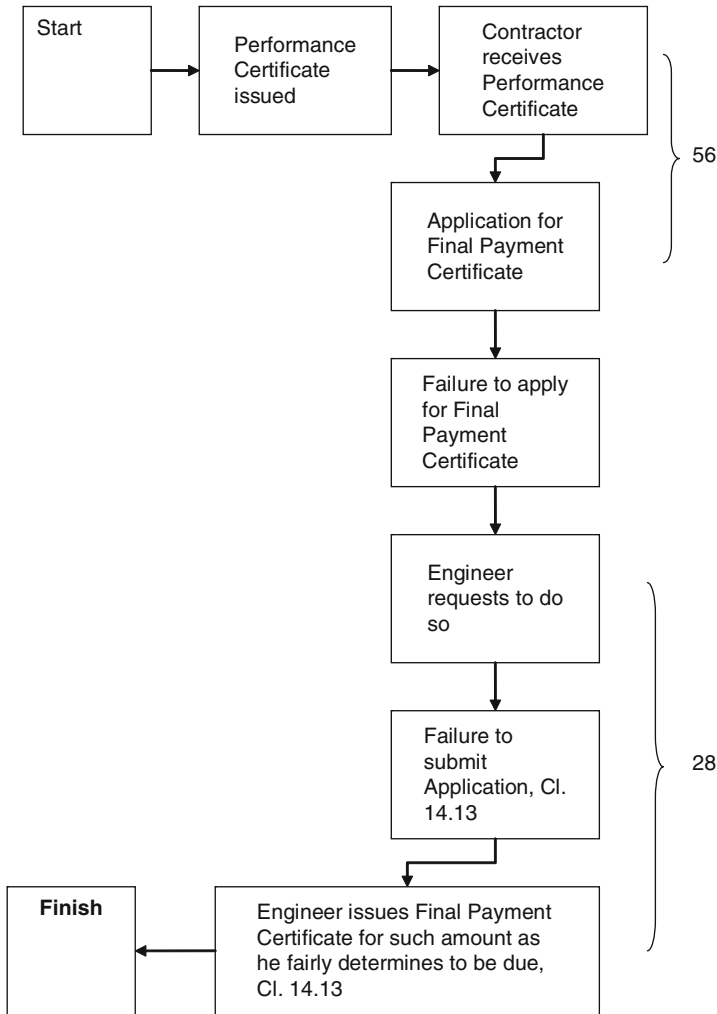 Start
Performance
Certificate
issued
Contractor
receives
Performance
Certificate
56
Application for
Final Payment
Certificate
Failure to apply
for Final
Payment
Certificate
Engineer
requests to do
so
Failure to
submit
Application, Cl.
14.13
28
Finish
Engineer issues Final Payment
Certificate for such amount as
he fairly determines to be due,
Cl. 14.13